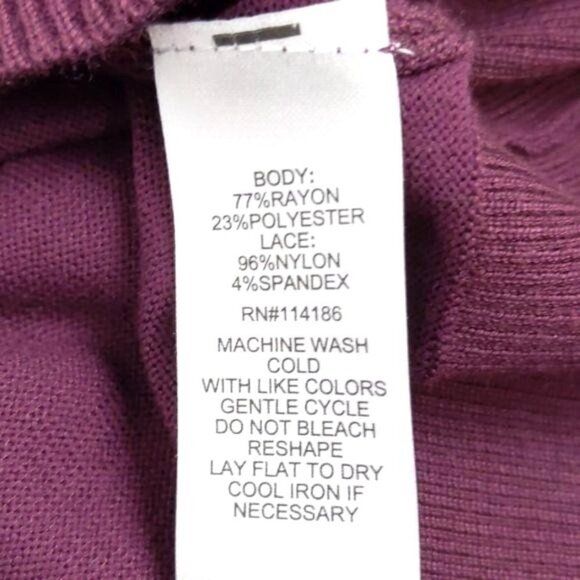 BODY:
77%RAYON
23%POLYESTER
LACE:
96%NYLON
4%SPANDEX
RN#114186
MACHINE WASH
COLD
WITH LIKE COLORS
GENTLE CYCLE
DO NOT BLEACH
RESHAPE
LAY FLAT TO DRY
COOL IRON IF
NECESSARY